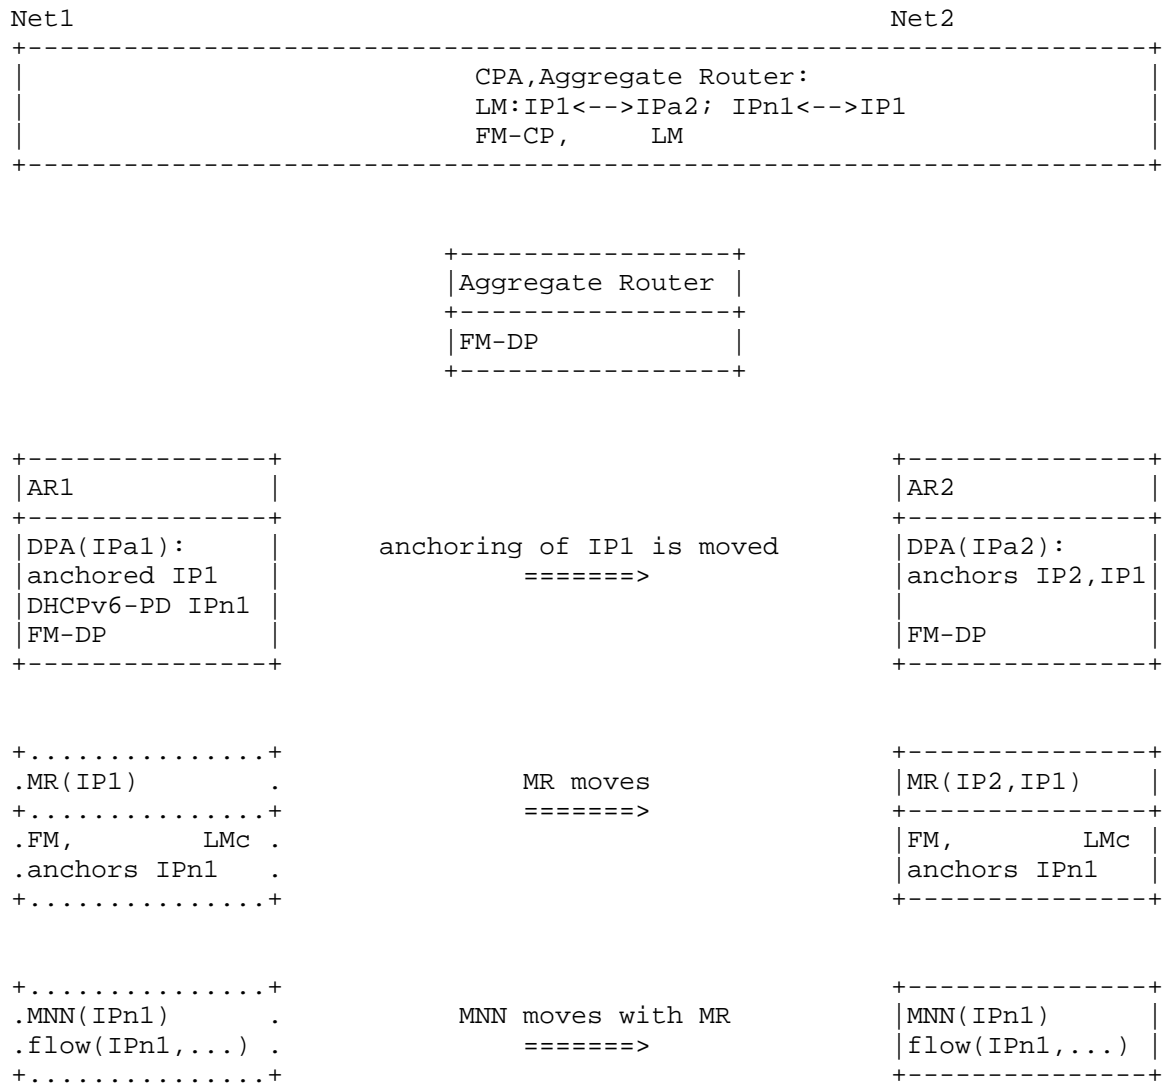 Net1                                                       Net2
+-----------------------------------------------------------------------+
|                            CPA,Aggregate Router:                      |
|                            LM:IP1<-->IPa2; IPn1<-->IP1                |
|                            FM-CP,     LM                              |
+-----------------------------------------------------------------------+
+-----------------+
|Aggregate Router |
+-----------------+
|FM-DP            |
+-----------------+
+---------------+                                       +---------------+
|AR1            |                                       |AR2            |
+---------------+                                       +---------------+
|DPA(IPa1):     |      anchoring of IP1 is moved        |DPA(IPa2):     |
|anchored IP1   |               =======>                |anchors IP2,IP1|
|DHCPv6-PD IPn1 |                                       |               |
|FM-DP          |                                       |FM-DP          |
+---------------+                                       +---------------+
+...............+                                       +---------------+
.MR(IP1)        .               MR moves                |MR(IP2,IP1)    |
+...............+               =======>                +---------------+
.FM,       LMc  .                                       |FM,        LMc |
.anchors IPn1   .                                       |anchors IPn1   |
+...............+                                       +---------------+
+...............+                                       +---------------+
.MNN(IPn1)      .           MNN moves with MR           |MNN(IPn1)      |
.flow(IPn1,...) .               =======>                |flow(IPn1,...) |
+...............+                                       +---------------+